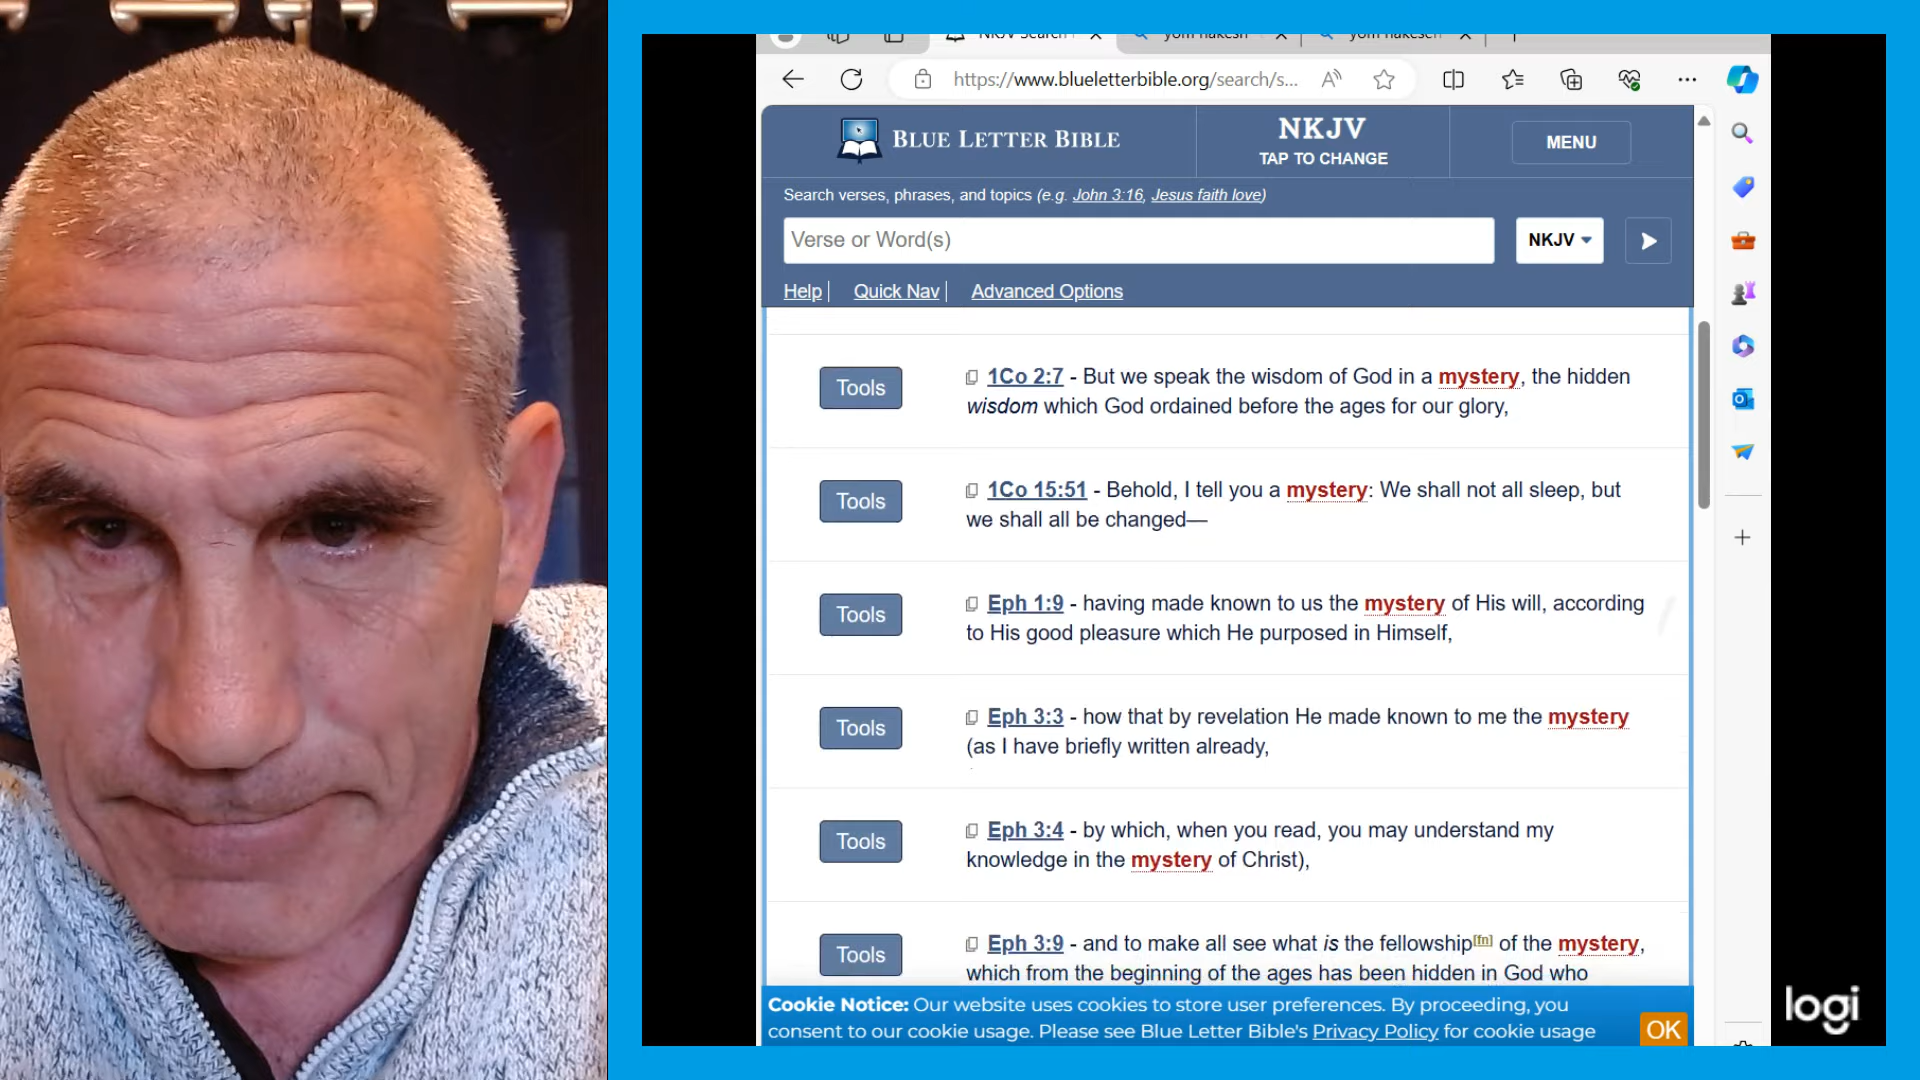 NKJV Search
yom hakesh
yom hakeseh
https://www.blueletterbible.org/search/s...
BLUE LETTER BIBLE
NKJV
TAP TO CHANGE
MENU
Search verses, phrases, and topics (e.g. John 3:16, Jesus faith love)
Verse or Word(s)
NKJV
Help | Quick Nav | Advanced Options
Tools
1Co 2:7 - But we speak the wisdom of God in a mystery, the hidden
wisdom which God ordained before the ages for our glory,
Tools
1Co 15:51 - Behold, I tell you a mystery: We shall not all sleep, but
we shall all be changed—
Tools
Eph 1:9 - having made known to us the mystery of His will, according
to His good pleasure which He purposed in Himself,
Tools
Eph 3:3 - how that by revelation He made known to me the mystery
(as I have briefly written already,
Tools
Eph 3:4 - by which, when you read, you may understand my
knowledge in the mystery of Christ),
Tools
Eph 3:9 - and to make all see what is the fellowship[fn] of the mystery,
which from the beginning of the ages has been hidden in God who
Cookie Notice: Our website uses cookies to store user preferences. By proceeding, you
consent to our cookie usage. Please see Blue Letter Bible's Privacy Policy for cookie usage
OK
logi